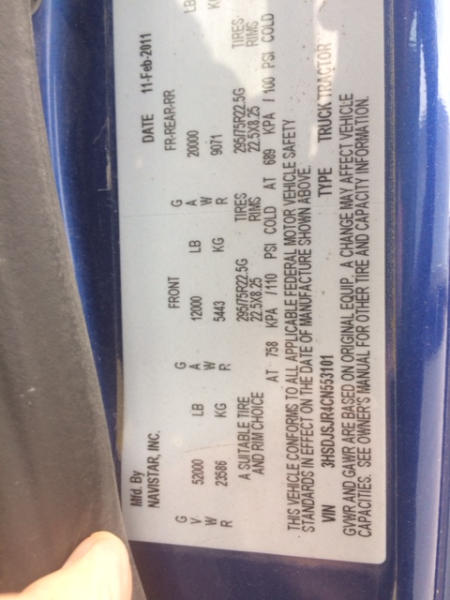 Mfd. By DATE 11-Feb-2011
NAVISTAR, INC. FRONT FR-REAR-RR
G 52000 LB G 12000 LB G 20000 LB
V A A
W 23586 KG W 5443 KG W 9071 KG
R R R
A SUITABLE TIRE 295/75R22.5G TIRES 295/75R22.5G TIRES
AND RIM CHOICE 22.5X8.25 RIMS 22.5X8.25 RIMS
AT 758 KPA /110 PSI COLD AT 689 KPA /100 PSI COLD
THIS VEHICLE CONFORMS TO ALL APPLICABLE FEDERAL MOTOR VEHICLE SAFETY
STANDARDS IN EFFECT ON THE DATE OF MANUFACTURE SHOWN ABOVE.
VIN 3HSDJSJR4CN553101 TYPE TRUCK TRACTOR
GVWR AND GAWR ARE BASED ON ORIGINAL EQUIP. A CHANGE MAY AFFECT VEHICLE
CAPACITIES. SEE OWNER'S MANUAL FOR OTHER TIRE AND CAPACITY INFORMATION.